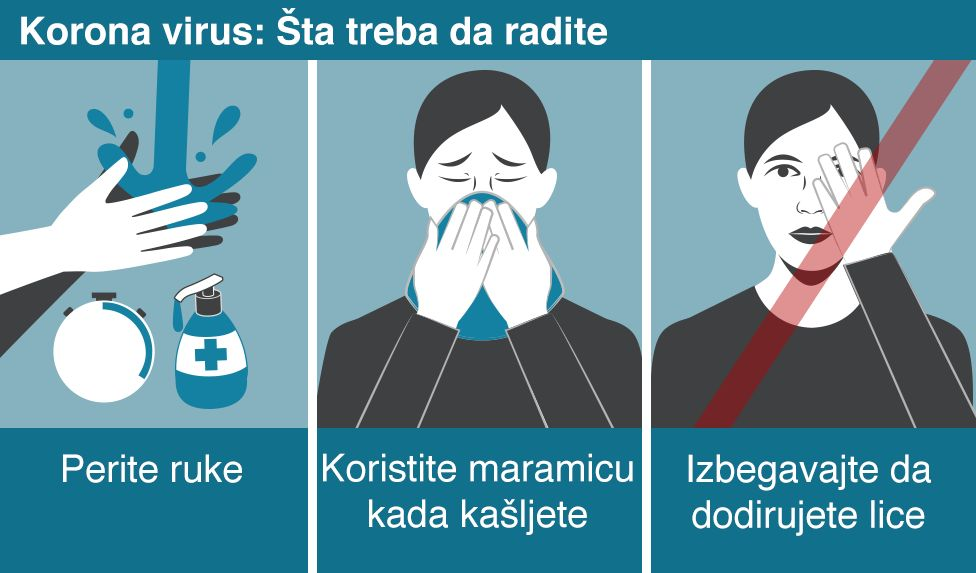 Korona virus: Šta treba da radite
Perite ruke
Koristite maramicu
kada kašljete
Izbegavajte da
dodirujete lice